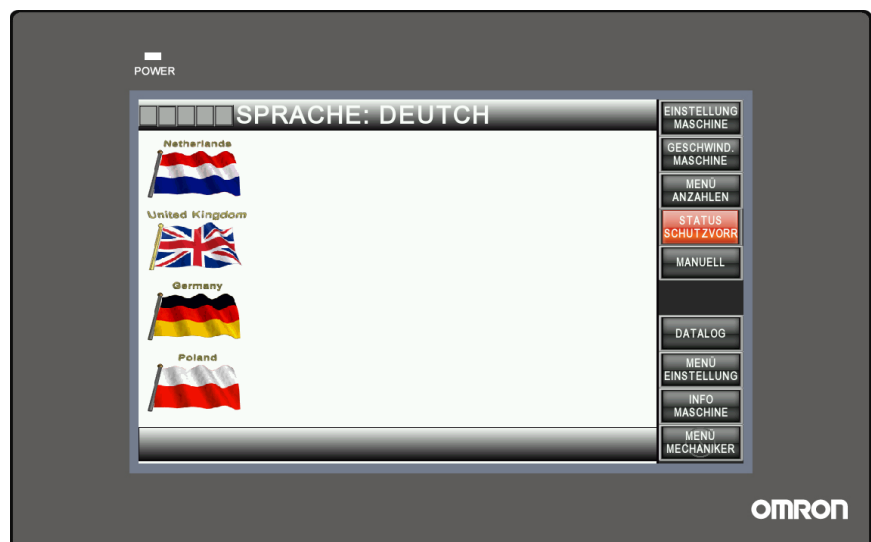 POWER
SPRACHE: DEUTCH
Netherlands
United Kingdom
Germany
Poland
EINSTELLUNG
MASCHINE
GESCHWIND.
MASCHINE
MENÜ
ANZAHLEN
STATUS
SCHUTZVORR
MANUELL
DATALOG
MENÜ
EINSTELLUNG
INFO
MASCHINE
MENÜ
MECHANIKER
OMRON